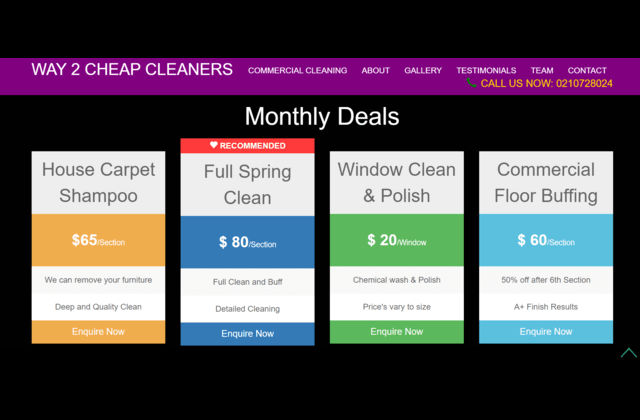 WAY 2 CHEAP CLEANERS
COMMERCIAL CLEANING ABOUT GALLERY TESTIMONIALS TEAM CONTACT
CALL US NOW: 0210728024
Monthly Deals
RECOMMENDED
House Carpet
Shampoo
$65/Section
We can remove your furniture
Deep and Quality Clean
Enquire Now
Full Spring
Clean
$ 80/Section
Full Clean and Buff
Detailed Cleaning
Enquire Now
Window Clean
& Polish
$ 20/Window
Chemical wash & Polish
Price's vary to size
Enquire Now
Commercial
Floor Buffing
$ 60/Section
50% off after 6th Section
A+ Finish Results
Enquire Now